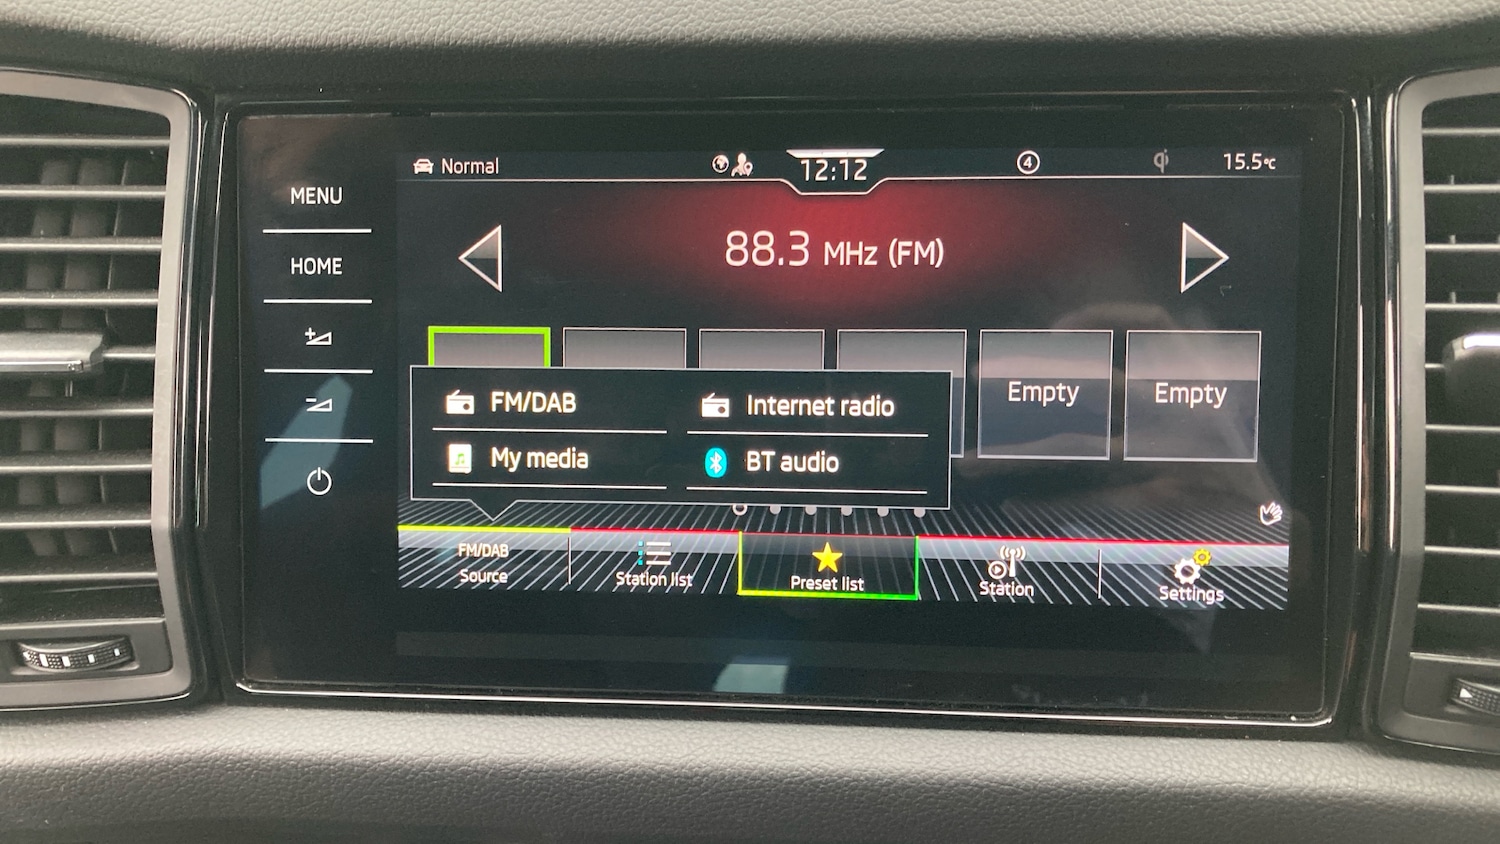 MENU
HOME
Normal
12:12
4
15.5°C
88.3 MHz (FM)
Empty
Empty
FM/DAB
Internet radio
My media
BT audio
FM/DAB
Source
Station list
Preset list
Station
Settings